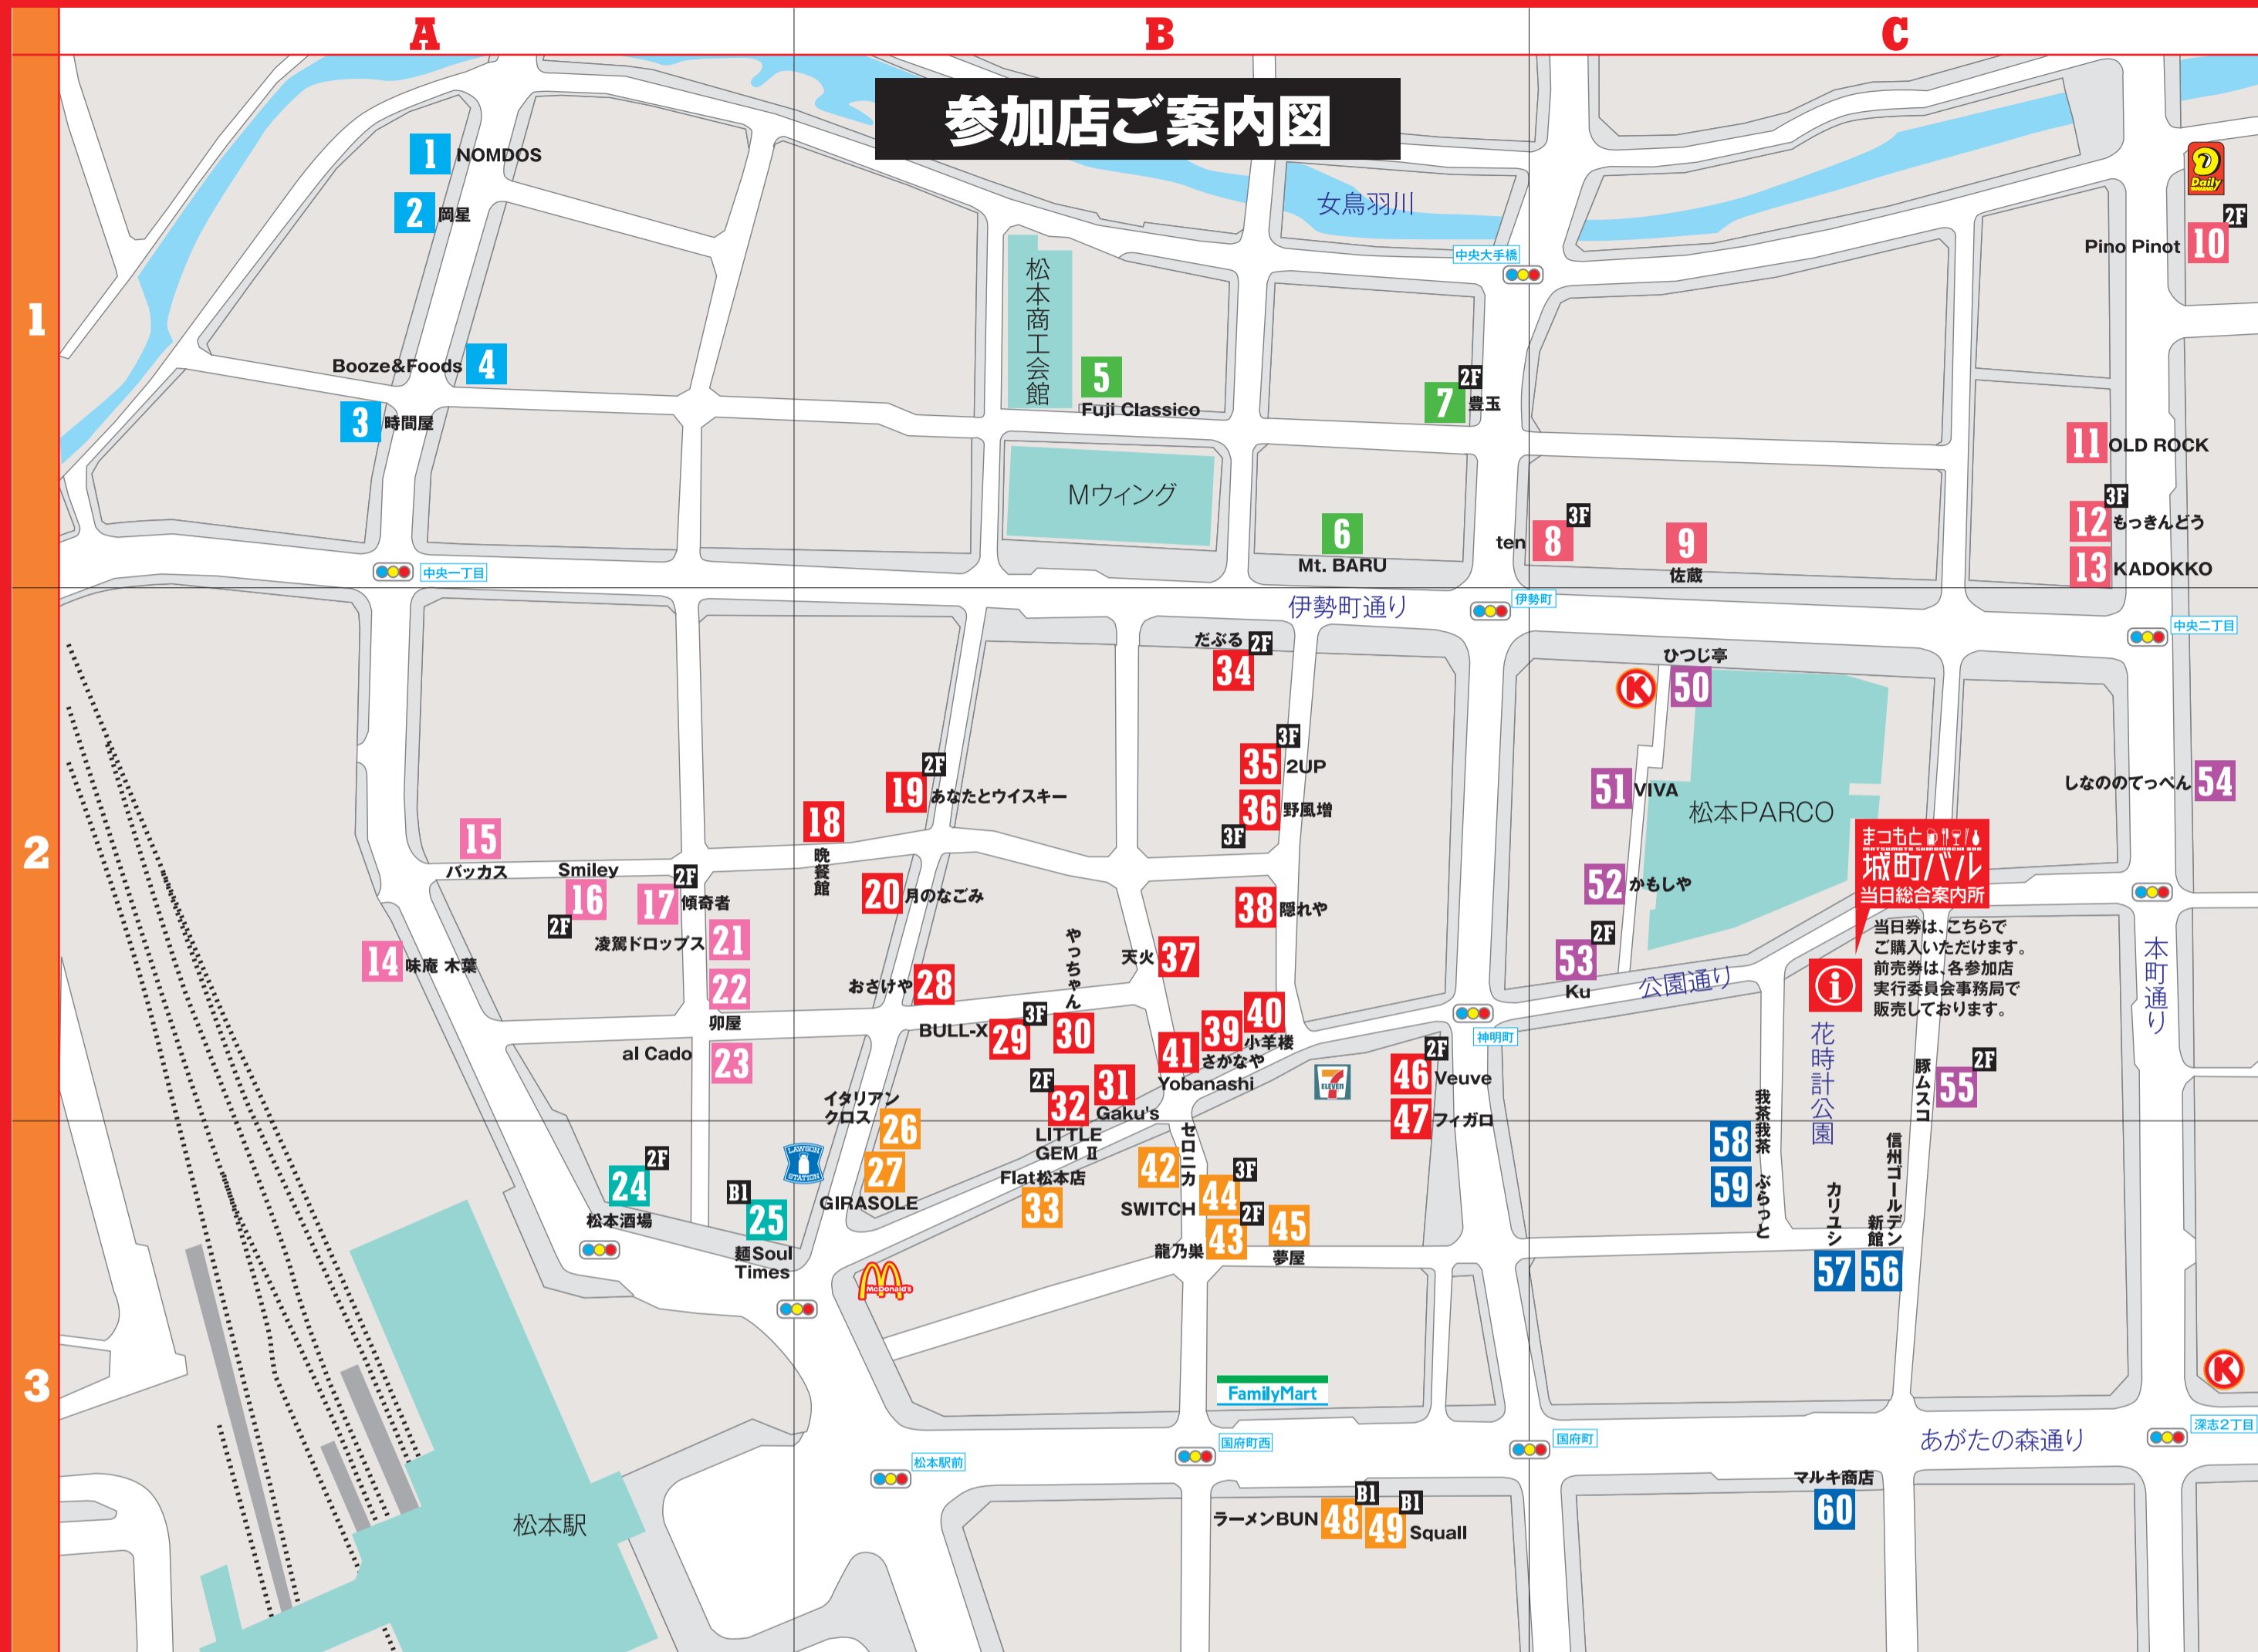 A
B
C
参加店ご案内図
1
1
NOMDOS
2
岡星
Booze&Foods
4
3
時間屋
松本商工会館
5
Fuji Classico
女鳥羽川
中央大手橋
2F
7
豊玉
Daily
YAMAZAKI
2F
Pino Pinot
10
11
OLD ROCK
3F
12
もっきんどう
13
KADOKKO
Mウィング
6
Mt. BARU
3F
ten
8
9
佐蔵
中央一丁目
伊勢町通り
伊勢町
中央二丁目
2
だぶる
2F
34
3F
35
2UP
36
野風増
3F
2F
19
あなたとウイスキー
18
晩餐館
20
月のなごみ
15
バッカス
Smiley
16
2F
2F
17
傾奇者
凌駕ドロップス
21
22
卯屋
al Cado
23
14
味庵 木葉
38
隠れや
天火
37
やっちゃん
30
おさけや
28
BULL-X
3F
29
40
小羊楼
39
さかなや
41
Yobanashi
31
Gaku's
2F
32
LITTLE
GEM Ⅱ
イタリアン
クロス
26
27
GIRASOLE
7
ELEVEN
2F
46
Veuve
47
フィガロ
神明町
K
ひつじ亭
50
51
VIVA
松本PARCO
52
かもしや
2F
53
Ku
公園通り
しなののてっぺん
54
まつもと
MATSUMOTO SHIROMACHI BAR
城町バル
当日総合案内所
当日券は、こちらで
ご購入いただけます。
前売券は、各参加店
実行委員会事務局で
販売しております。
i
花時計公園
本町通り
豚ムスコ
2F
55
3
2F
24
松本酒場
B1
25
麺Soul
Times
LAWSON
STATION
Flat松本店
33
セロニカ
42
3F
44
SWITCH
2F
43
龍乃巣
45
夢屋
我茶我茶
58
59
ぷらっと
カリユシ
57
信州ゴールデン
新館
56
McDonald's
FamilyMart
K
国府町西
国府町
深志2丁目
松本駅前
あがたの森通り
松本駅
ラーメンBUN
B1
48
B1
49
Squall
マルキ商店
60